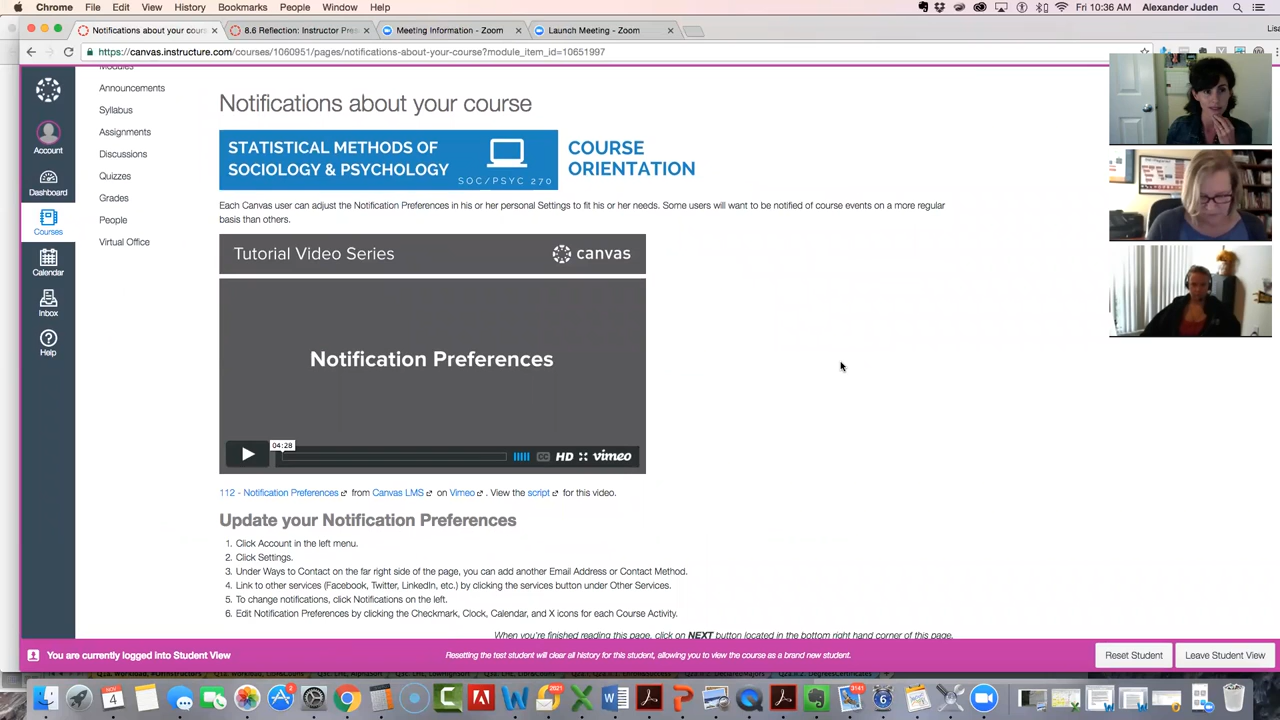 Chrome File Edit View History Bookmarks People Window Help Fri 10:36 AM Alexander Juden
Notifications about your cour 8.6 Reflection: Instructor Pres Meeting Information - Zoom Launch Meeting - Zoom Lisa
https://canvas.instructure.com/courses/1060951/pages/notifications-about-your-course?module_item_id=10651997
Modules
Announcements
Syllabus
Assignments
Discussions
Quizzes
Grades
People
Virtual Office
Account
Dashboard
Courses
Calendar
Inbox
Help
Notifications about your course
STATISTICAL METHODS OF
SOCIOLOGY & PSYCHOLOGY
SOC/PSYC 270
COURSE
ORIENTATION
Each Canvas user can adjust the Notification Preferences in his or her personal Settings to fit his or her needs. Some users will want to be notified of course events on a more regular
basis than others.
Tutorial Video Series canvas
Notification Preferences
04:28
CC HD vimeo
112 - Notification Preferences from Canvas LMS on Vimeo . View the script for this video.
Update your Notification Preferences
1. Click Account in the left menu.
2. Click Settings.
3. Under Ways to Contact on the far right side of the page, you can add another Email Address or Contact Method.
4. Link to other services (Facebook, Twitter, LinkedIn, etc.) by clicking the services button under Other Services.
5. To change notifications, click Notifications on the left.
6. Edit Notification Preferences by clicking the Checkmark, Clock, Calendar, and X icons for each Course Activity.
When you're finished reading this page, click on NEXT button located in the bottom right hand corner of this page.
You are currently logged into Student View
Resetting the test student will clear all history for this student, allowing you to view the course as a brand new student.
Reset Student Leave Student View
NOV
4
2021
3141
6